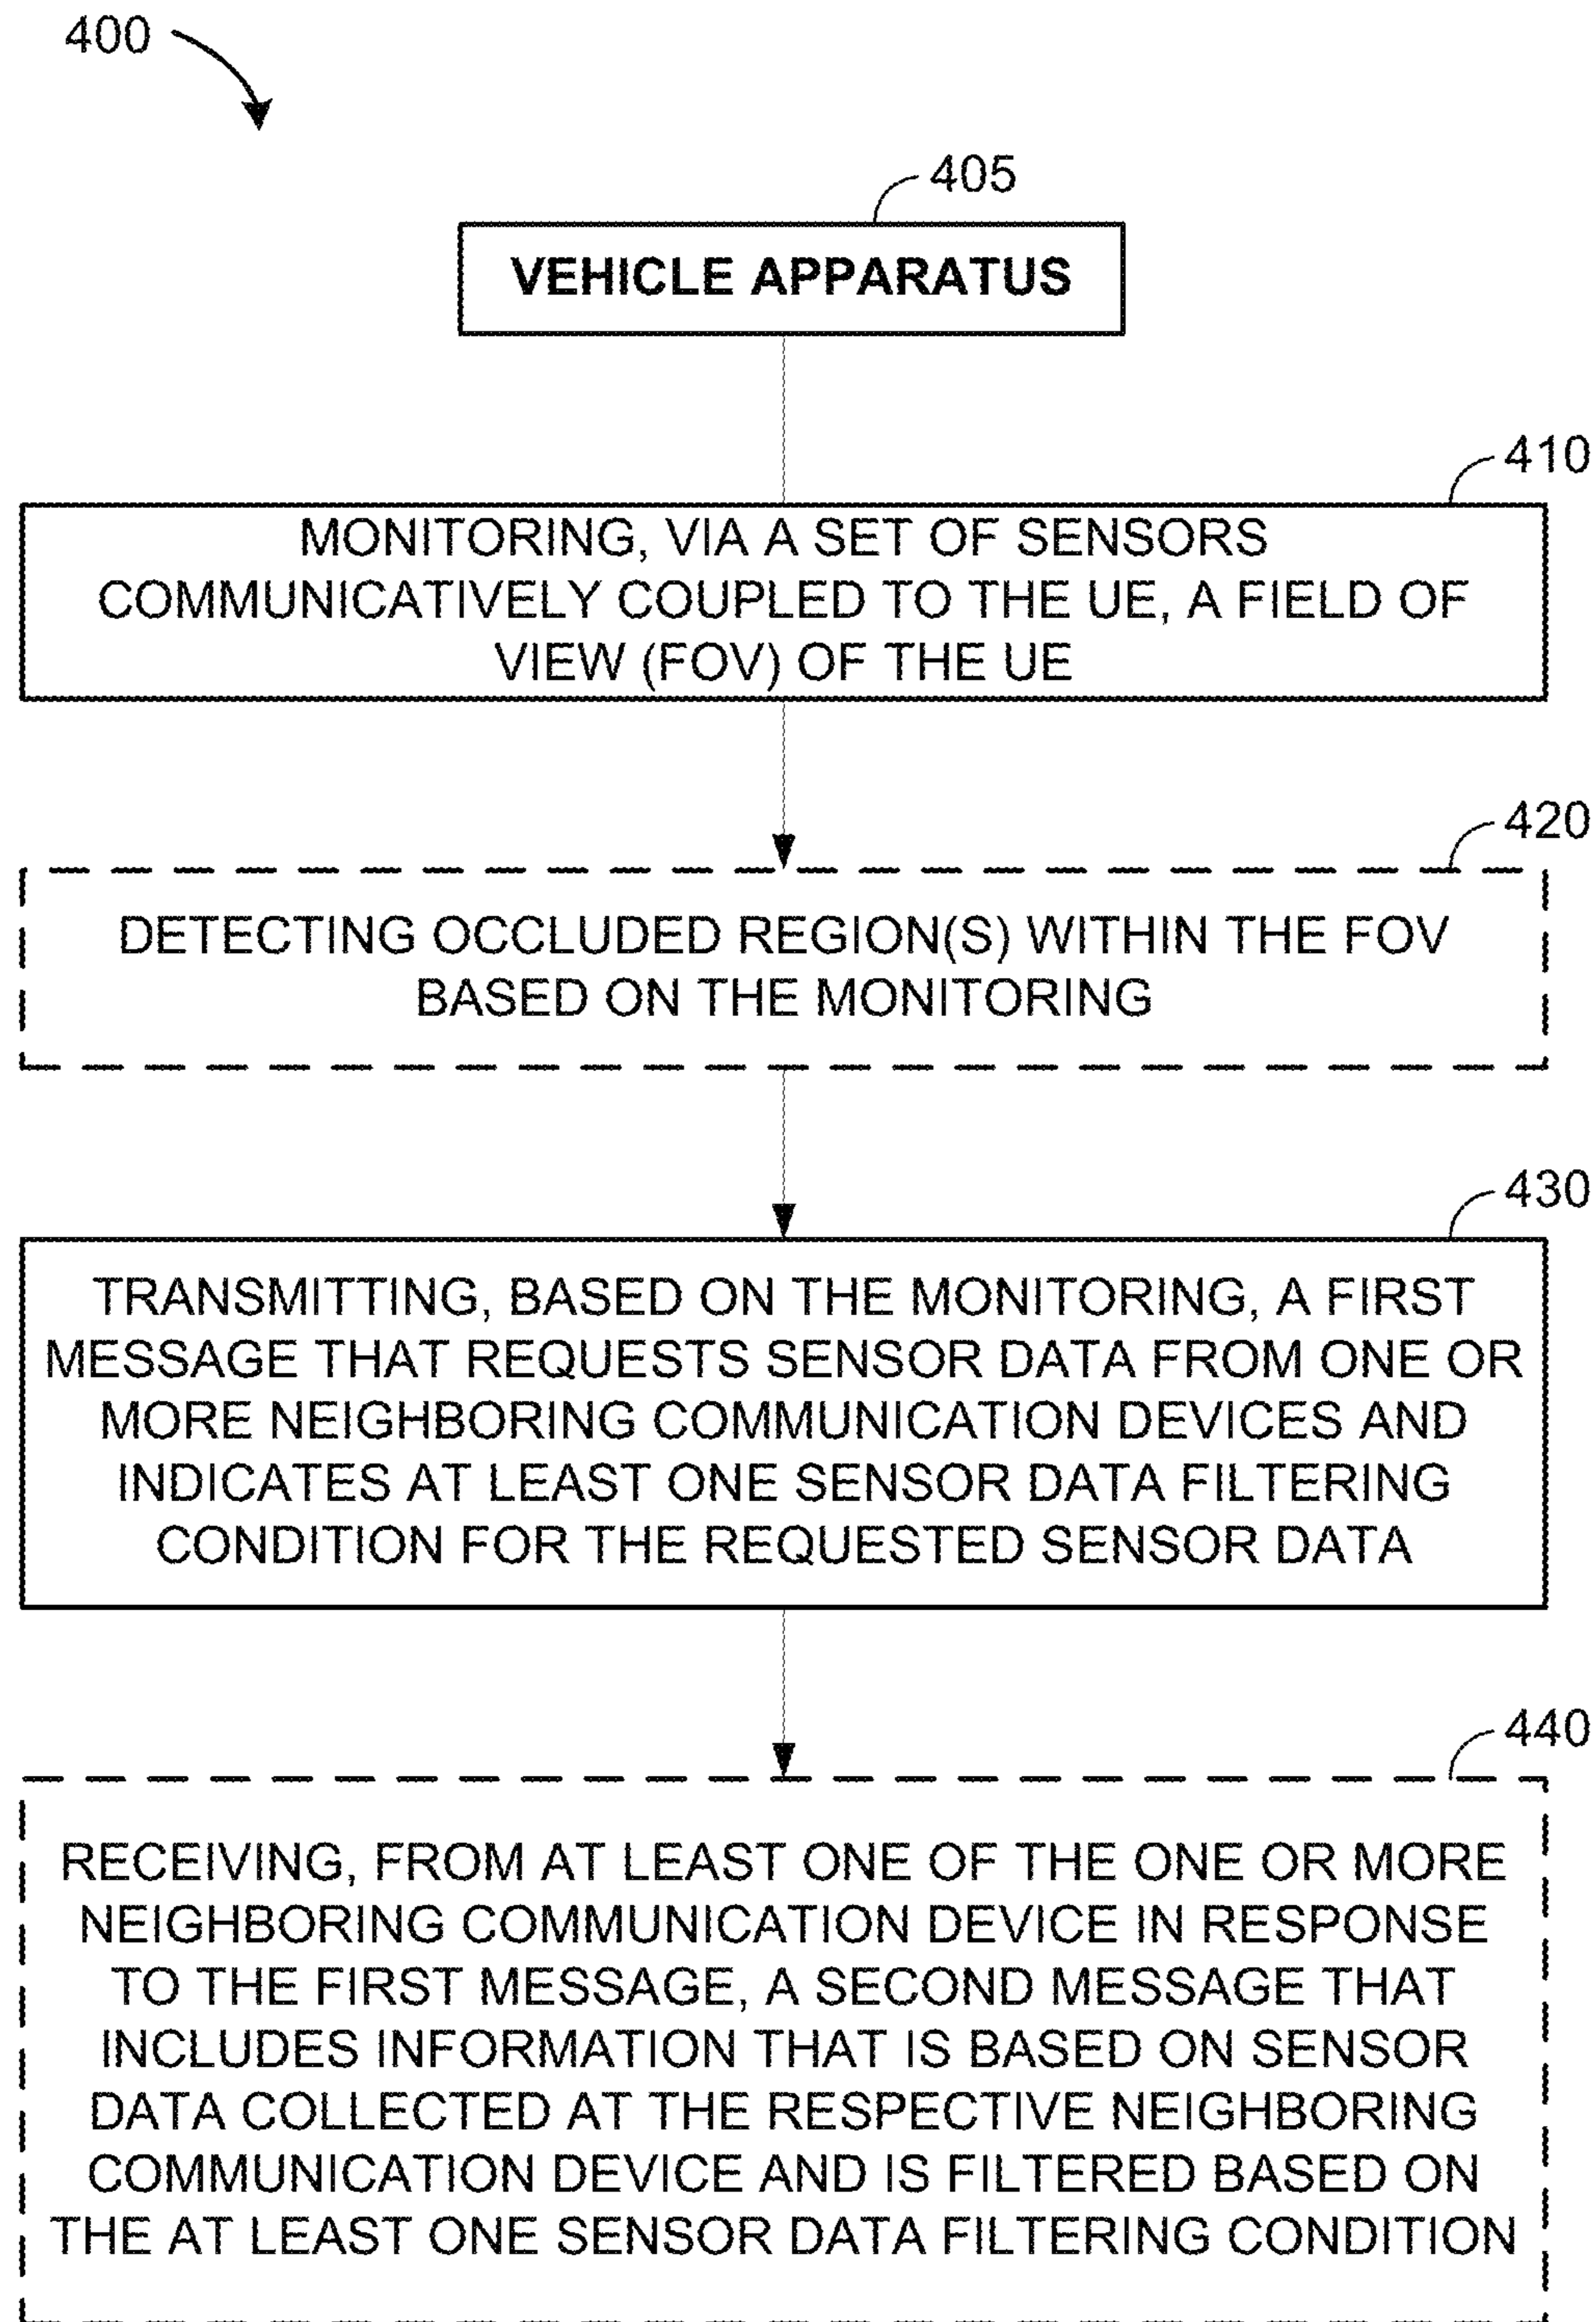 400
405
VEHICLE APPARATUS
410
MONITORING, VIA A SET OF SENSORS
COMMUNICATIVELY COUPLED TO THE UE, A FIELD OF
VIEW (FOV) OF THE UE
420
DETECTING OCCLUDED REGION(S) WITHIN THE FOV
BASED ON THE MONITORING
430
TRANSMITTING, BASED ON THE MONITORING, A FIRST
MESSAGE THAT REQUESTS SENSOR DATA FROM ONE OR
MORE NEIGHBORING COMMUNICATION DEVICES AND
INDICATES AT LEAST ONE SENSOR DATA FILTERING
CONDITION FOR THE REQUESTED SENSOR DATA
440
RECEIVING, FROM AT LEAST ONE OF THE ONE OR MORE
NEIGHBORING COMMUNICATION DEVICE IN RESPONSE
TO THE FIRST MESSAGE, A SECOND MESSAGE THAT
INCLUDES INFORMATION THAT IS BASED ON SENSOR
DATA COLLECTED AT THE RESPECTIVE NEIGHBORING
COMMUNICATION DEVICE AND IS FILTERED BASED ON
THE AT LEAST ONE SENSOR DATA FILTERING CONDITION